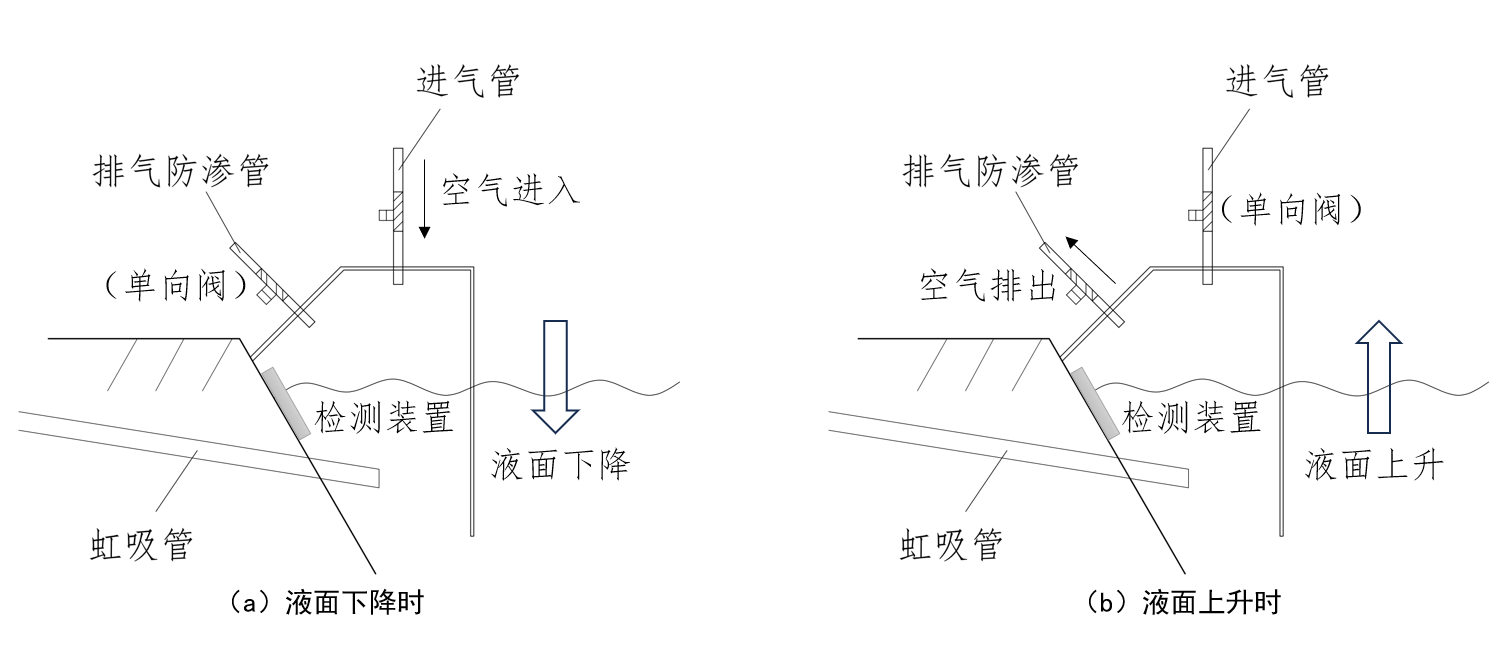 进气管
排气防渗管
空气进入
（单向阀）
检测装置
液面下降
虹吸管
（a）液面下降时
进气管
排气防渗管
（单向阀）
空气排出
检测装置
液面上升
虹吸管
（b）液面上升时